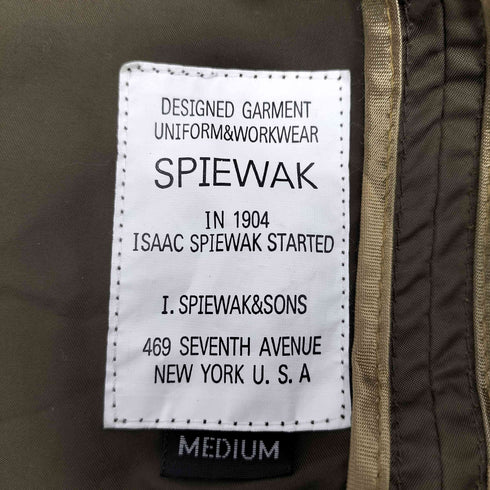 DESIGNED GARMENT
UNIFORM&WORKWEAR
SPIEWAK
IN 1904
ISAAC SPIEWAK STARTED
I. SPIEWAK&SONS
469 SEVENTH AVENUE
NEW YORK U. S. A
MEDIUM